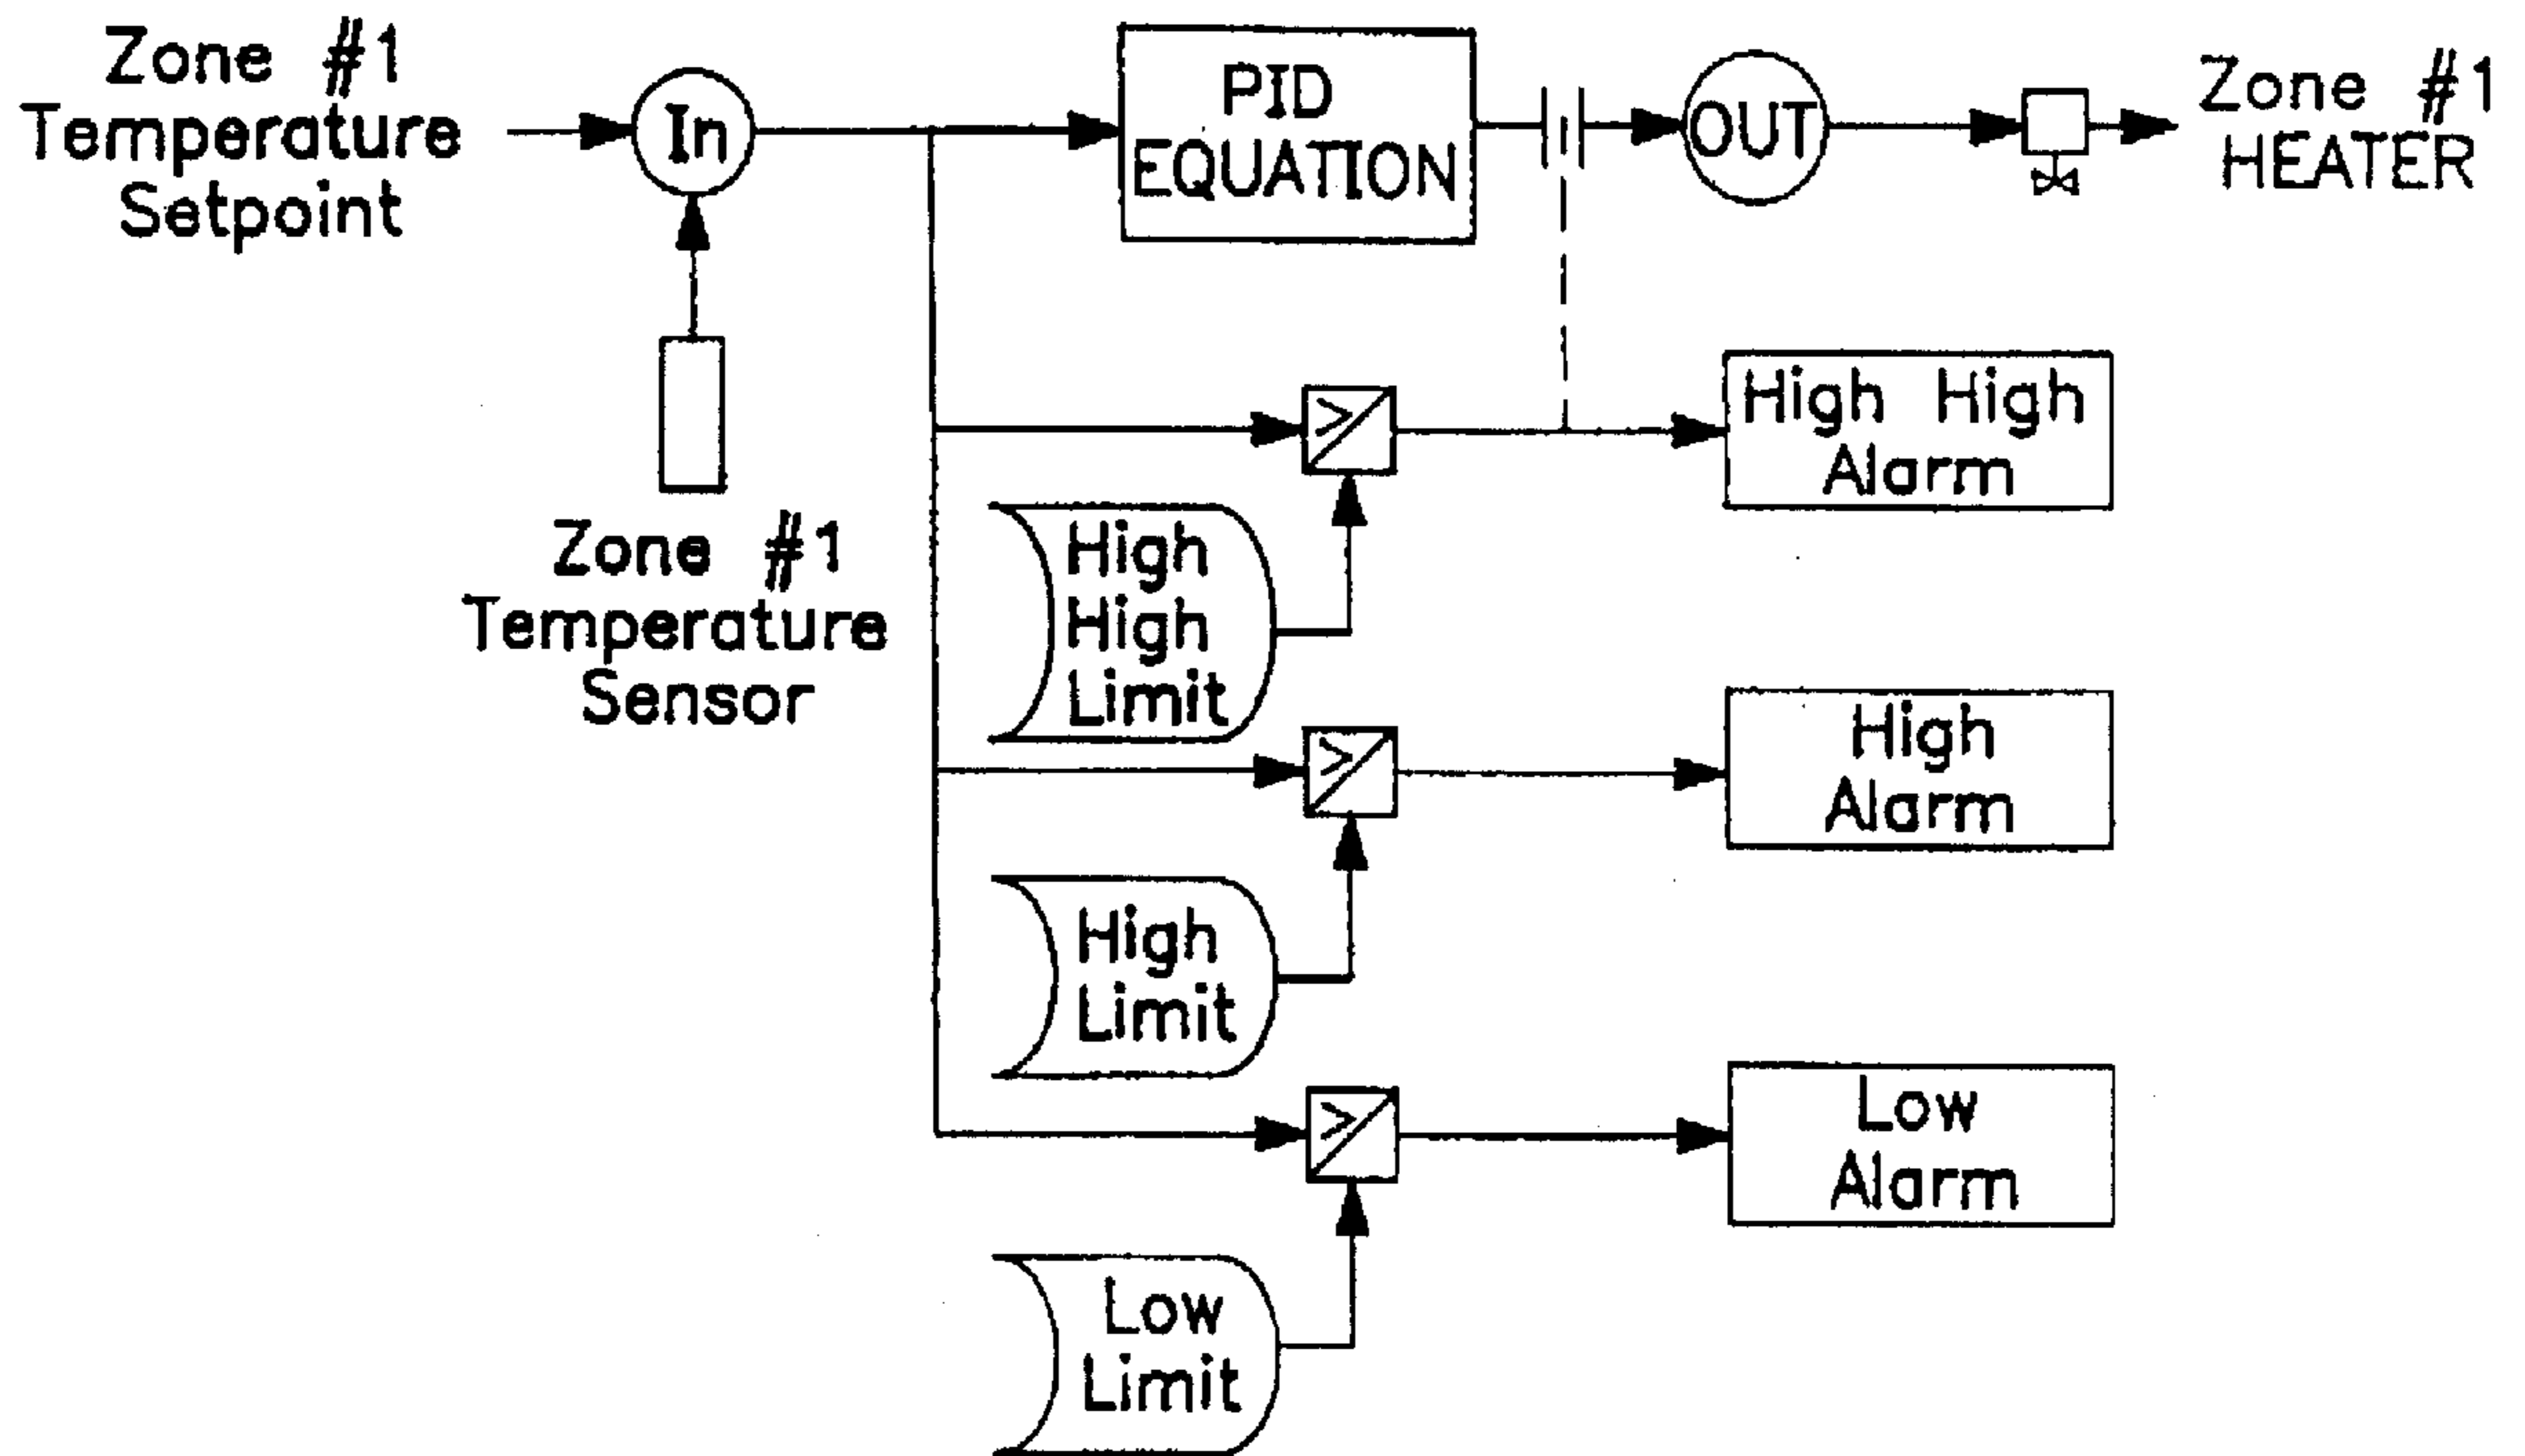 Zone #1
Temperature
Setpoint
In
PID
EQUATION
OUT
Zone #1
HEATER
Zone #1
Temperature
Sensor
>
High High
Alarm
High
High
Limit
>
High
Alarm
High
Limit
>
Low
Alarm
Low
Limit